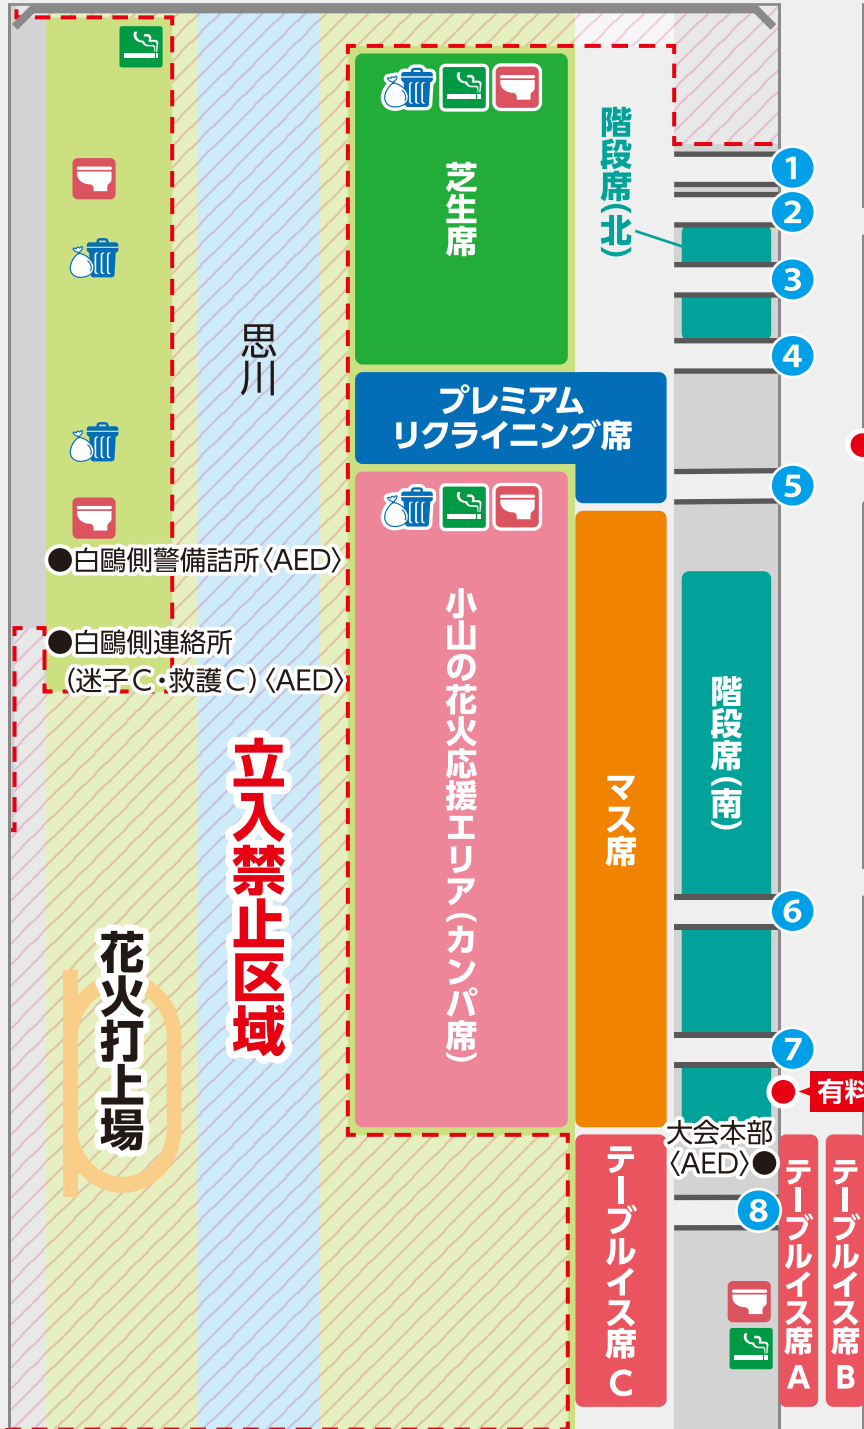 芝生席
階段席(北)
1
2
3
4
思川
プレミアム
リクライニング席
5
●白鷗側警備詰所〈AED〉
●白鷗側連絡所
(迷子C・救護C)〈AED〉
小山の花火応援エリア(カンパ席)
マス席
階段席(南)
立入禁止区域
花火打上場
6
7
有料
大会本部
〈AED〉●
8
テーブルイス席C
テーブルイス席A
テーブルイス席B